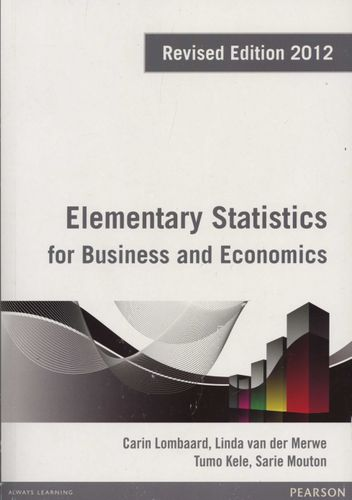 Revised Edition 2012
Elementary Statistics
for Business and Economics
Carin Lombaard, Linda van der Merwe
Tumo Kele, Sarie Mouton
ALWAYS LEARNING
PEARSON